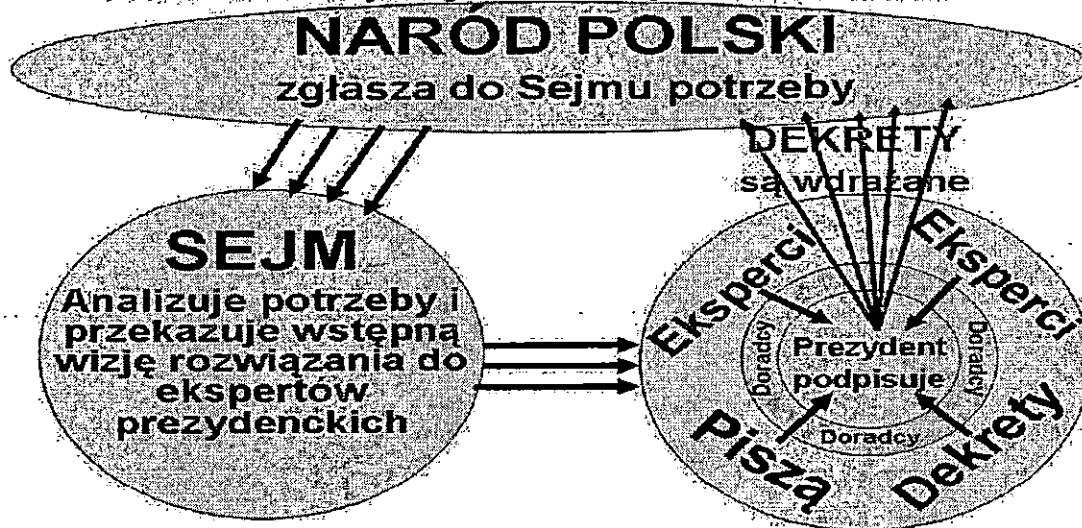 NARÓD POLSKI
zgłasza do Sejmu potrzeby
DEKRETY
są wdrażane
SEJM
Analizuje potrzeby i
przekazuje wstępną
wizję rozwiązania do
ekspertów
prezydenckich
Eksperci
Eksperci
Doradcy
Prezydent
podpisuje
Doradcy
Doradcy
Piszą
Dekrety